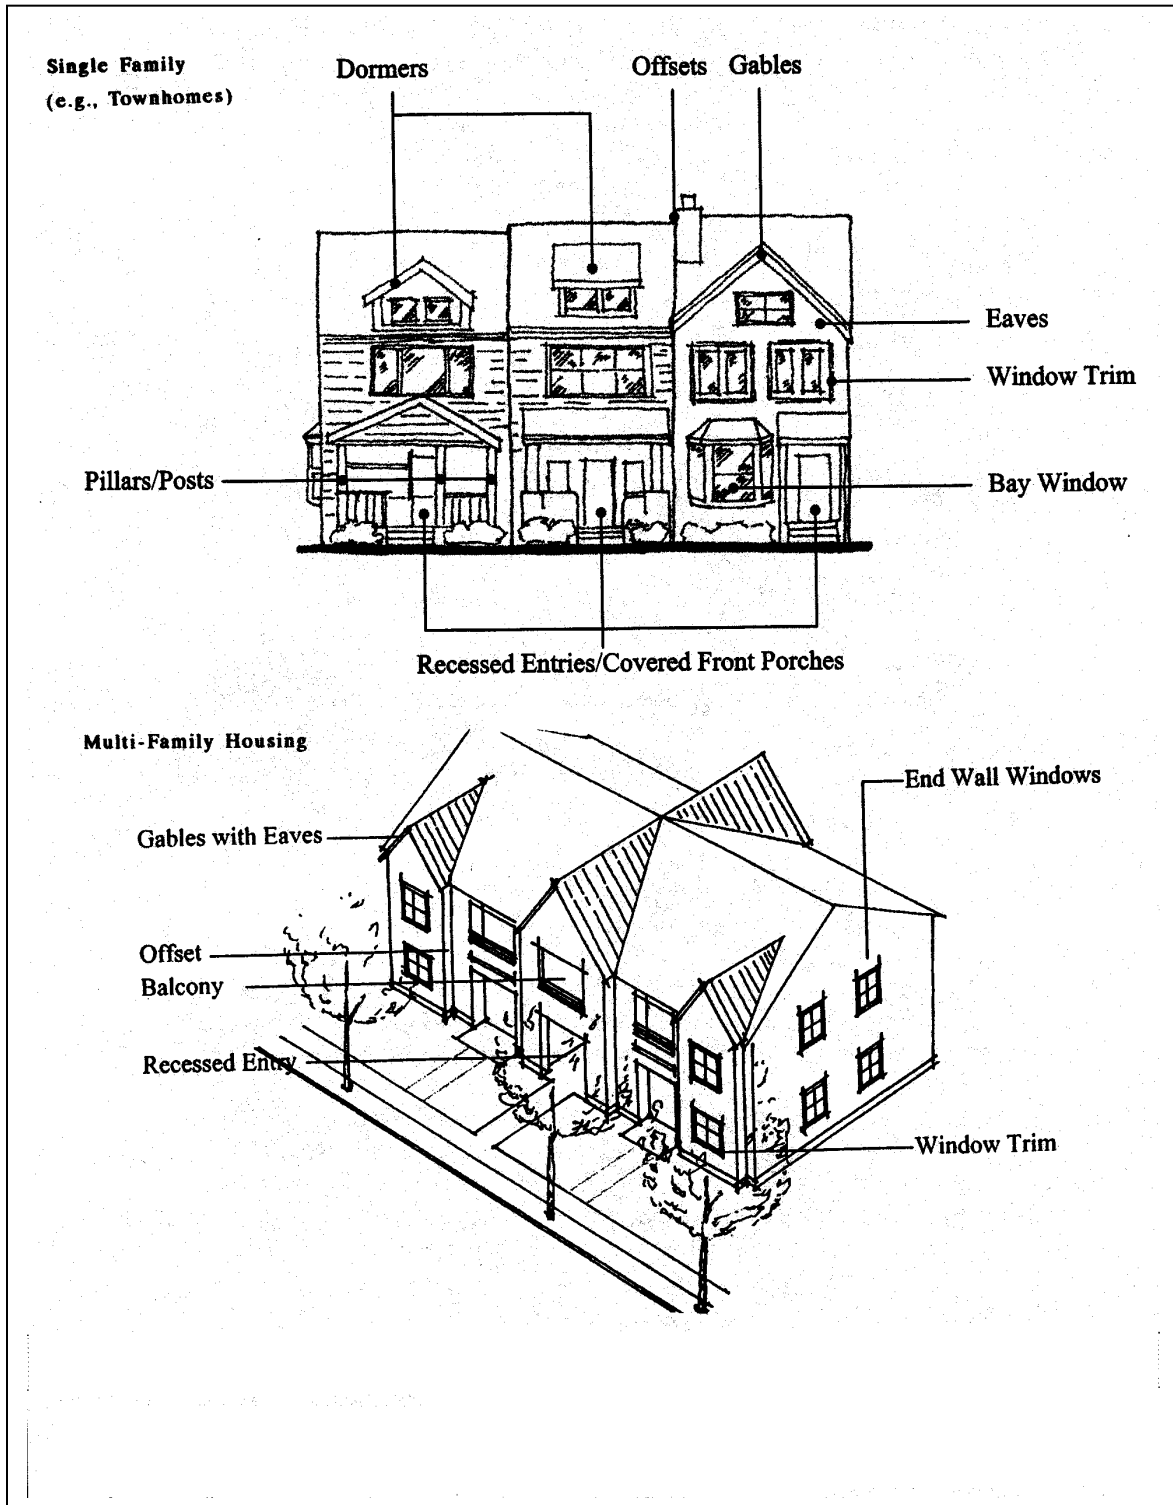 Single Family
(e.g., Townhomes)
Dormers
Offsets Gables
Eaves
Window Trim
Pillars/Posts
Bay Window
Recessed Entries/Covered Front Porches
Multi-Family Housing
End Wall Windows
Gables with Eaves
Offset
Balcony
Recessed Entry
Window Trim